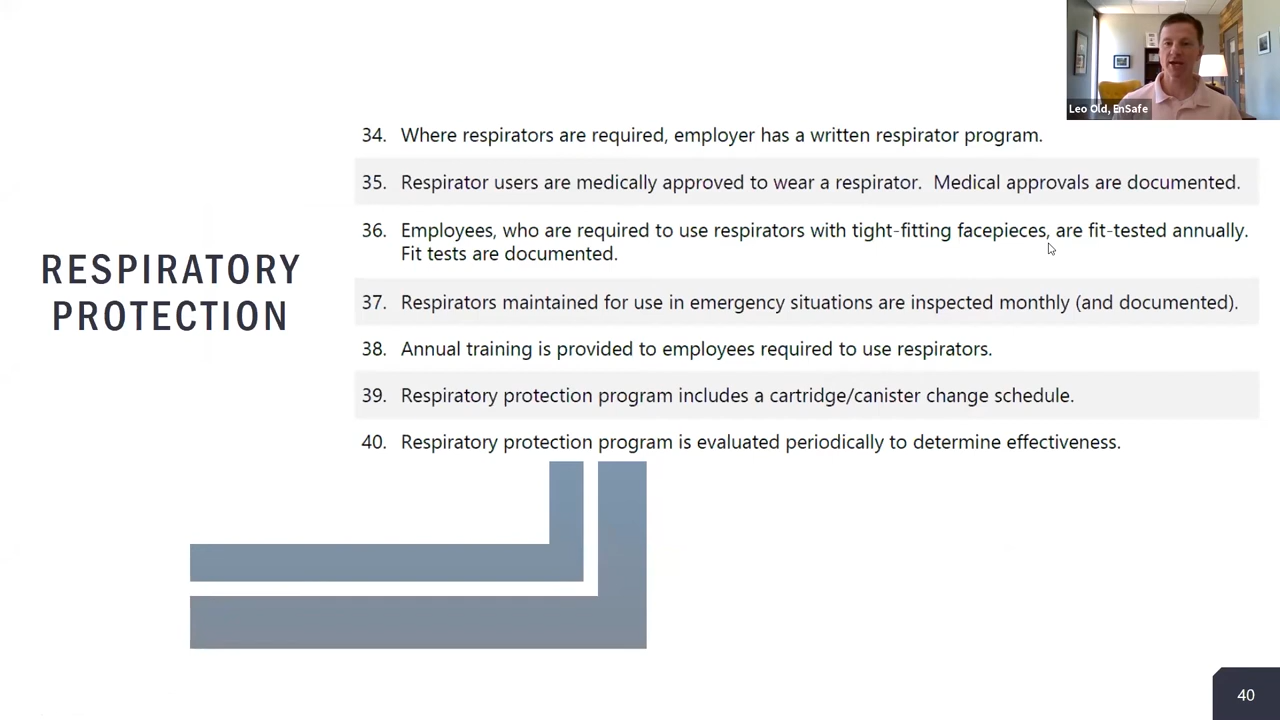 Leo Old, EnSafe
RESPIRATORY
PROTECTION
34. Where respirators are required, employer has a written respirator program.
35. Respirator users are medically approved to wear a respirator.  Medical approvals are documented.
36. Employees, who are required to use respirators with tight-fitting facepieces, are fit-tested annually.
Fit tests are documented.
37. Respirators maintained for use in emergency situations are inspected monthly (and documented).
38. Annual training is provided to employees required to use respirators.
39. Respiratory protection program includes a cartridge/canister change schedule.
40. Respiratory protection program is evaluated periodically to determine effectiveness.
40